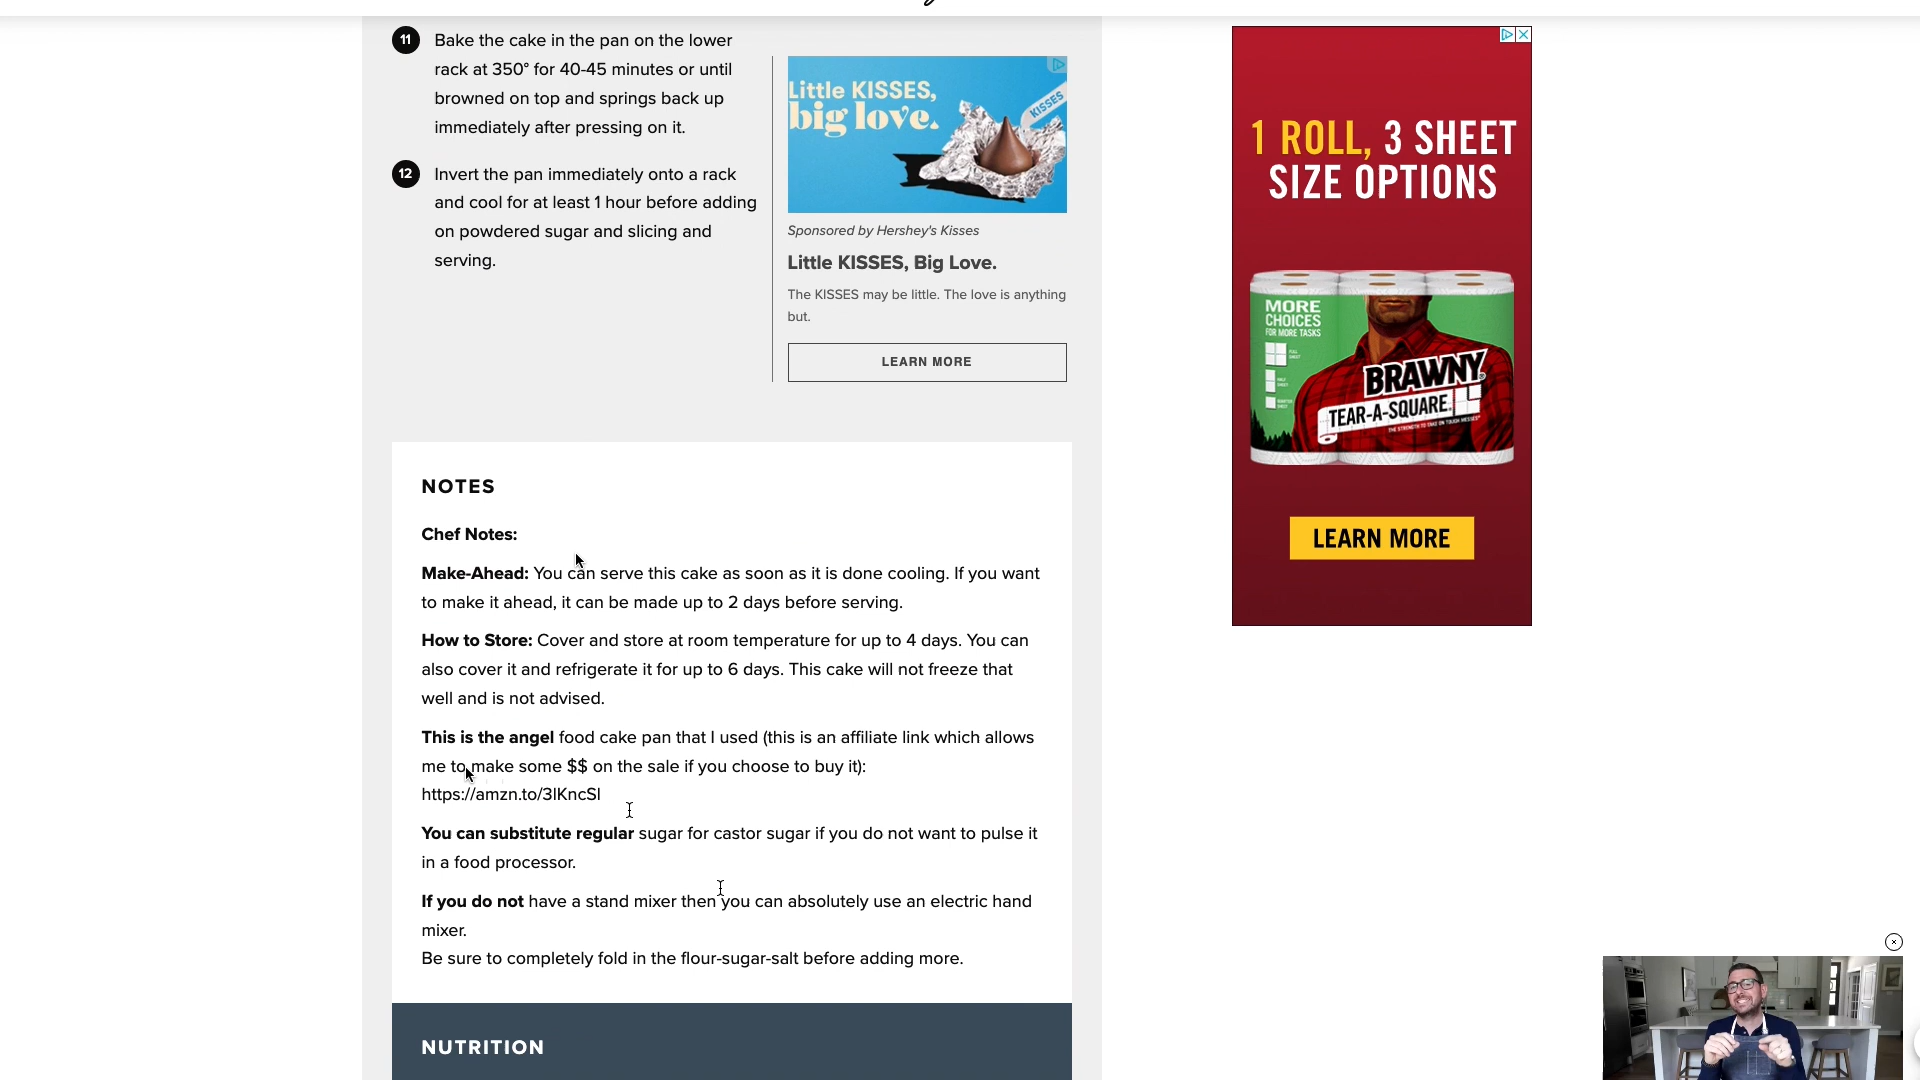 11 Bake the cake in the pan on the lower
rack at 350° for 40-45 minutes or until
browned on top and springs back up
immediately after pressing on it.
12 Invert the pan immediately onto a rack
and cool for at least 1 hour before adding
on powdered sugar and slicing and
serving.
Little KISSES,
big love.
KISSES
Sponsored by Hershey's Kisses
Little KISSES, Big Love.
The KISSES may be little. The love is anything
but.
LEARN MORE
NOTES
Chef Notes:
Make-Ahead: You can serve this cake as soon as it is done cooling. If you want
to make it ahead, it can be made up to 2 days before serving.
How to Store: Cover and store at room temperature for up to 4 days. You can
also cover it and refrigerate it for up to 6 days. This cake will not freeze that
well and is not advised.
This is the angel food cake pan that I used (this is an affiliate link which allows
me to make some $$ on the sale if you choose to buy it):
https://amzn.to/3lKncSl
You can substitute regular sugar for castor sugar if you do not want to pulse it
in a food processor.
If you do not have a stand mixer then you can absolutely use an electric hand
mixer.
Be sure to completely fold in the flour-sugar-salt before adding more.
NUTRITION
1 ROLL, 3 SHEET
SIZE OPTIONS
MORE
CHOICES
FOR MORE TASKS
BRAWNY
TEAR-A-SQUARE
LEARN MORE